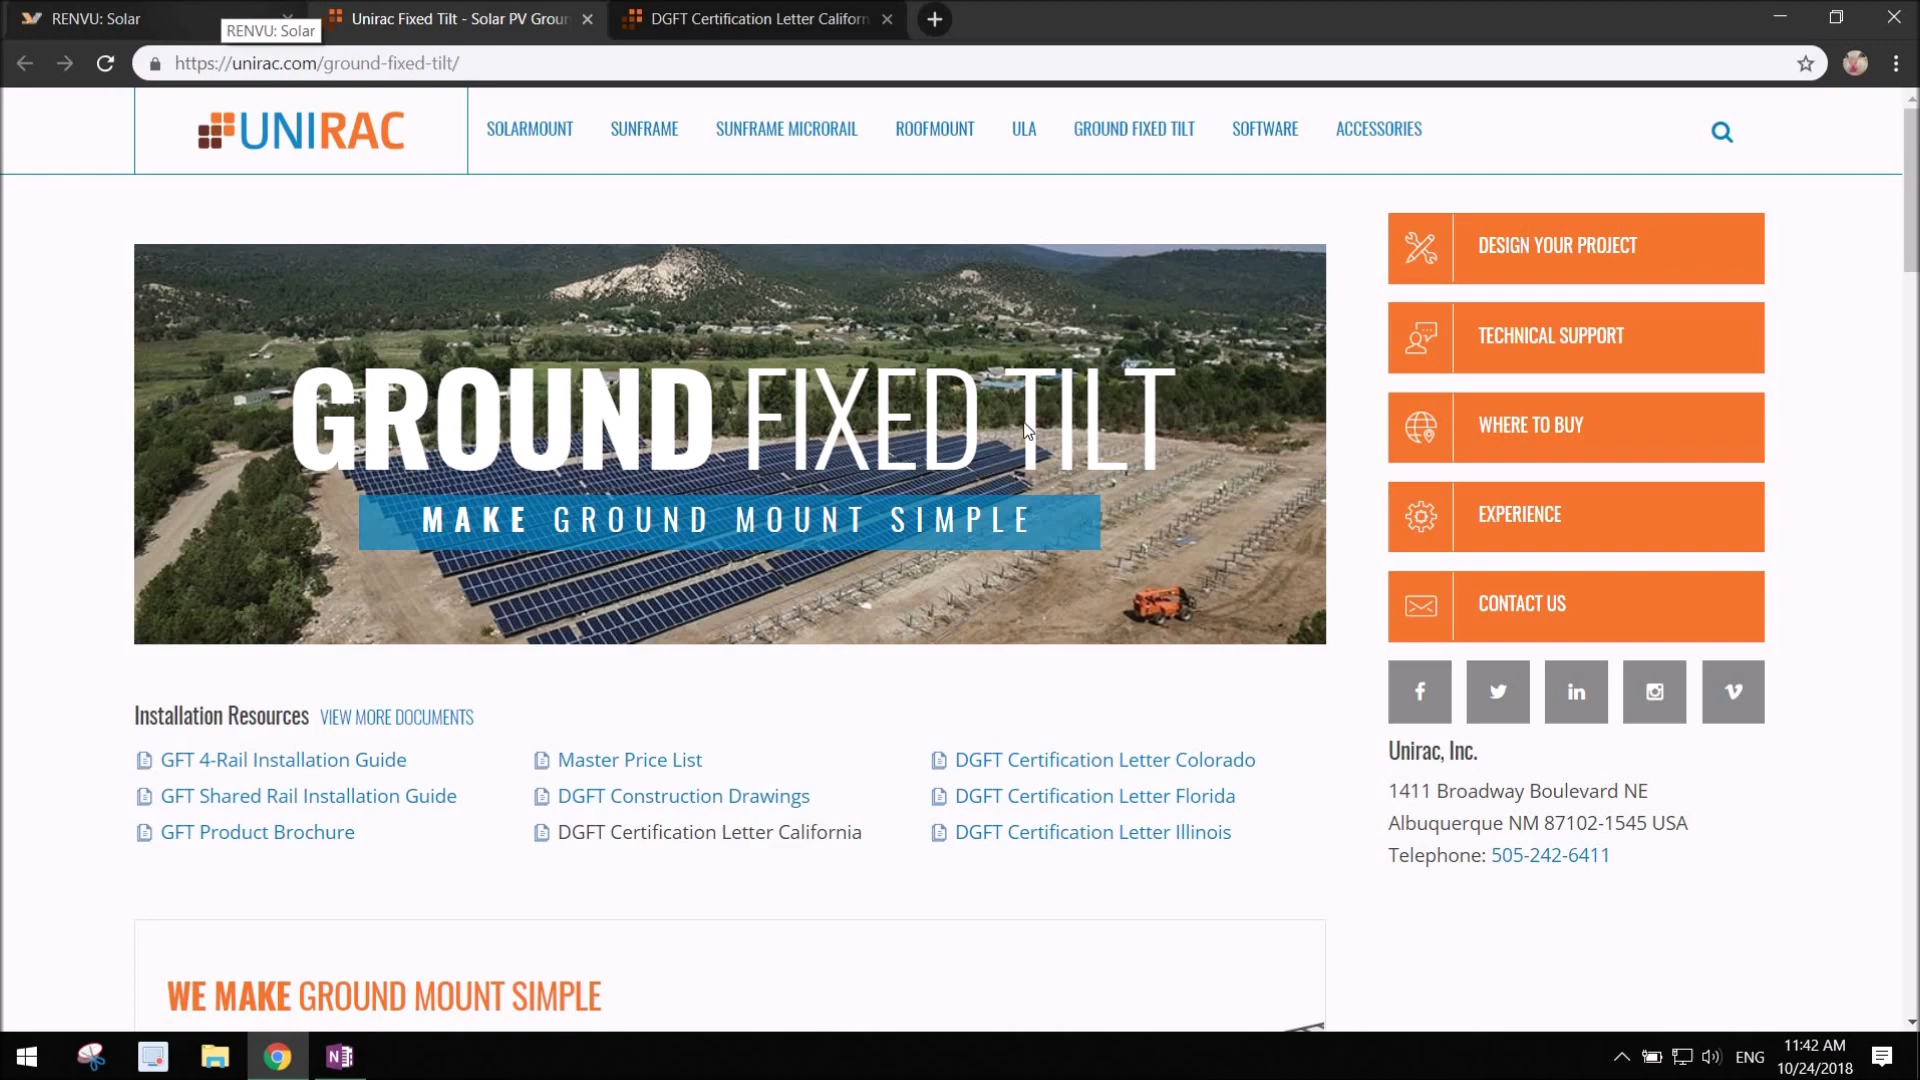 RENVU: Solar
Unirac Fixed Tilt - Solar PV Groun
DGFT Certification Letter Californ
RENVU: Solar
https://unirac.com/ground-fixed-tilt/
UNIRAC
SOLARMOUNT
SUNFRAME
SUNFRAME MICRORAIL
ROOFMOUNT
ULA
GROUND FIXED TILT
SOFTWARE
ACCESSORIES
GROUND FIXED TILT
MAKE GROUND MOUNT SIMPLE
DESIGN YOUR PROJECT
TECHNICAL SUPPORT
WHERE TO BUY
EXPERIENCE
CONTACT US
Installation Resources VIEW MORE DOCUMENTS
GFT 4-Rail Installation Guide
GFT Shared Rail Installation Guide
GFT Product Brochure
Master Price List
DGFT Construction Drawings
DGFT Certification Letter California
DGFT Certification Letter Colorado
DGFT Certification Letter Florida
DGFT Certification Letter Illinois
Unirac, Inc.
1411 Broadway Boulevard NE
Albuquerque NM 87102-1545 USA
Telephone: 505-242-6411
WE MAKE GROUND MOUNT SIMPLE
ENG
11:42 AM
10/24/2018